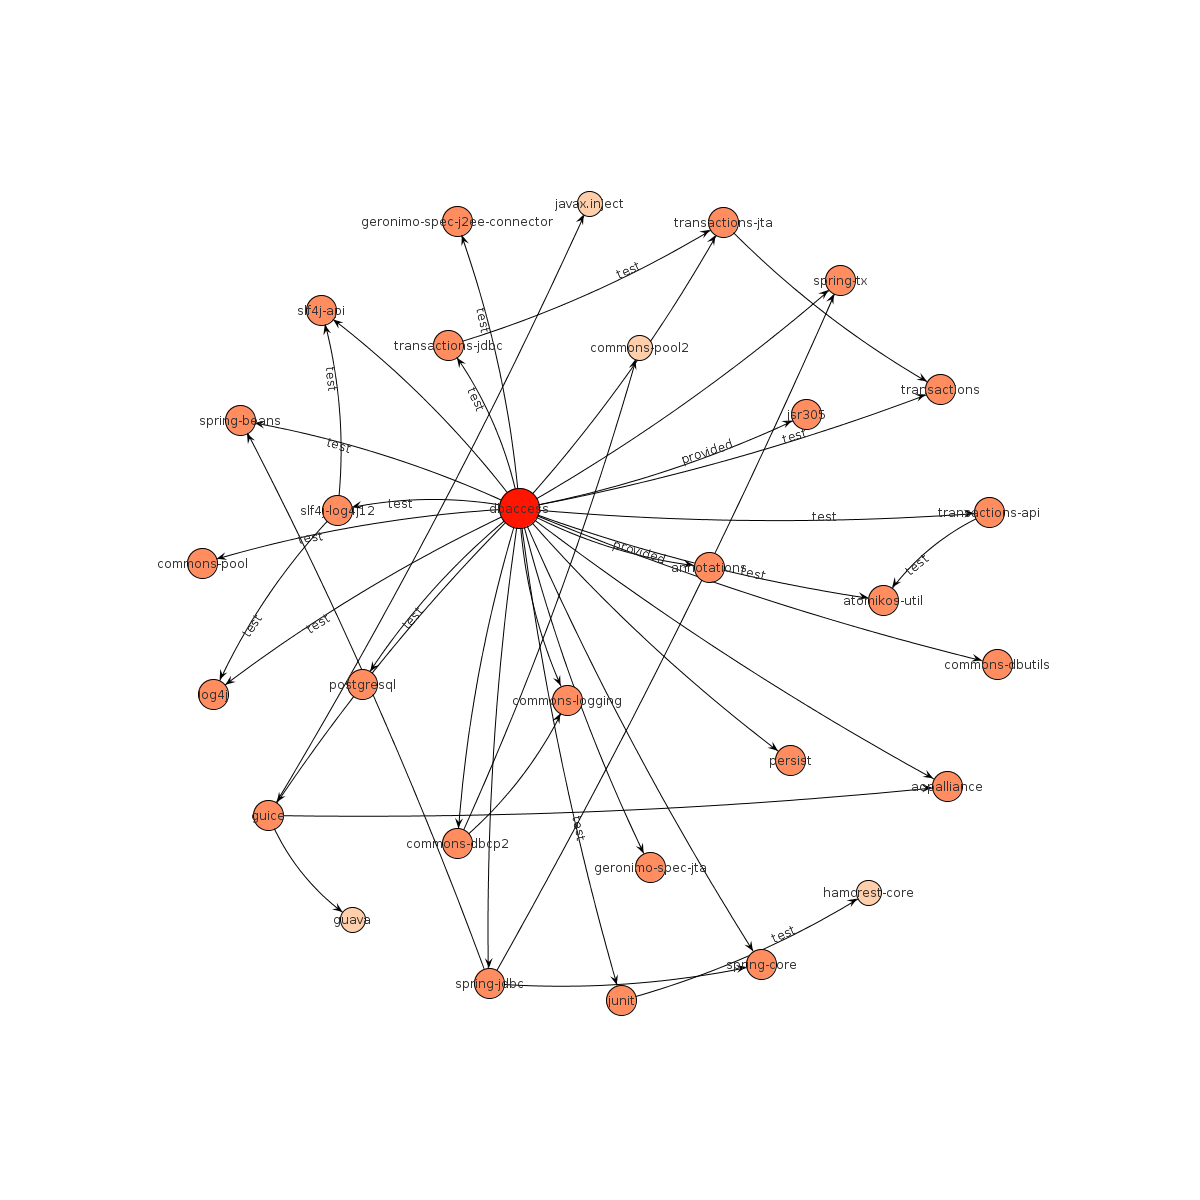 javax.inject
geronimo-spec-j2ee-connector
transactions-jta
test
spring-tx
slf4j-api
test
transactions-jdbc
commons-pool2
test
transactions
test
jsr305
spring-beans
test
provided
test
test
slf4j-log4j12
dbaccess
test
transactions-api
test
commons-pool
provided
annotations
test
test
atomikos-util
test
test
test
commons-dbutils
log4j
postgresql
commons-logging
persist
aopalliance
guice
test
commons-dbcp2
geronimo-spec-jta
hamcrest-core
guava
test
spring-core
spring-jdbc
junit